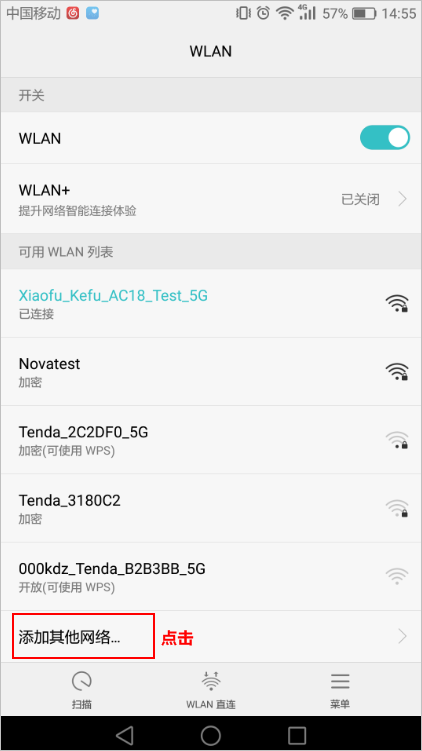 中国移动 4G 57% 14:55
WLAN
开关
WLAN
WLAN+
提升网络智能连接体验
已关闭
可用 WLAN 列表
Xiaofu_Kefu_AC18_Test_5G
已连接
Novatest
加密
Tenda_2C2DF0_5G
加密(可使用 WPS)
Tenda_3180C2
加密
000kdz_Tenda_B2B3BB_5G
开放(可使用 WPS)
添加其他网络... 点击
扫描 WLAN 直连 菜单